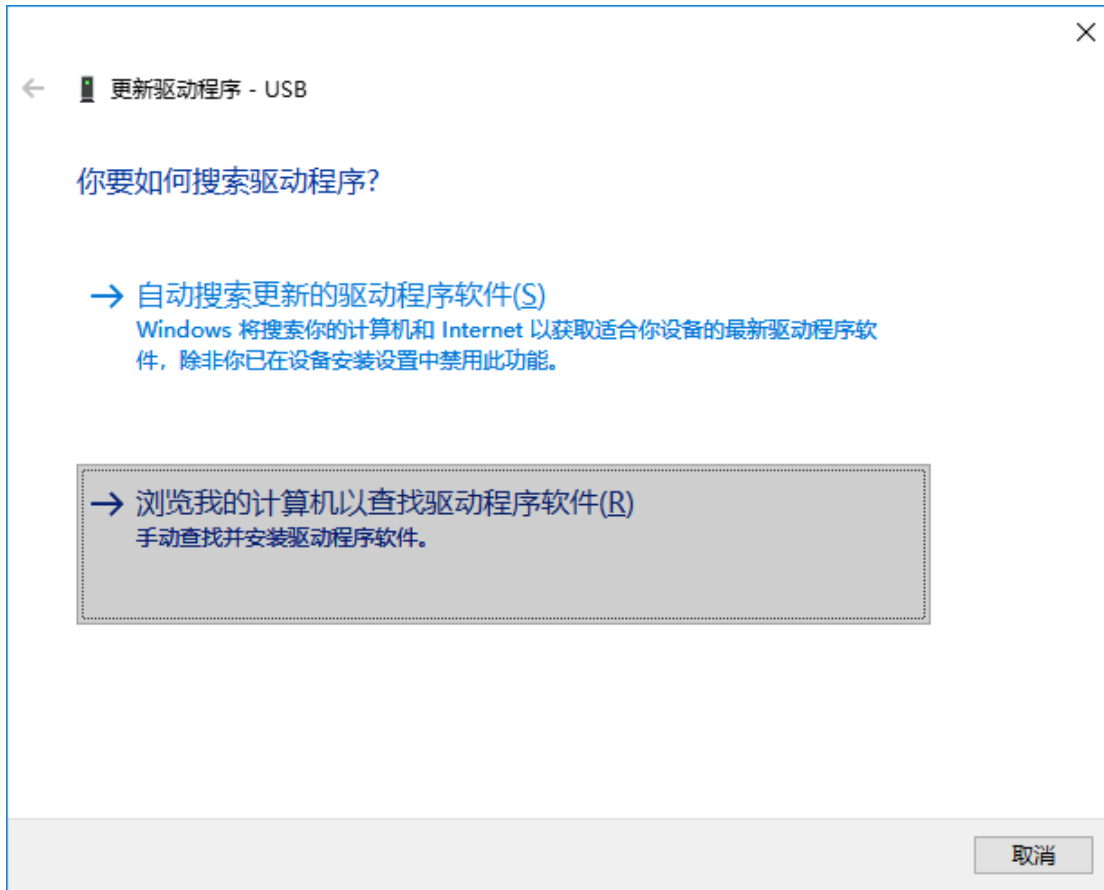 更新驱动程序 - USB
你要如何搜索驱动程序?
自动搜索更新的驱动程序软件(S)
Windows 将搜索你的计算机和 Internet 以获取适合你设备的最新驱动程序软
件，除非你已在设备安装设置中禁用此功能。
浏览我的计算机以查找驱动程序软件(R)
手动查找并安装驱动程序软件。
取消